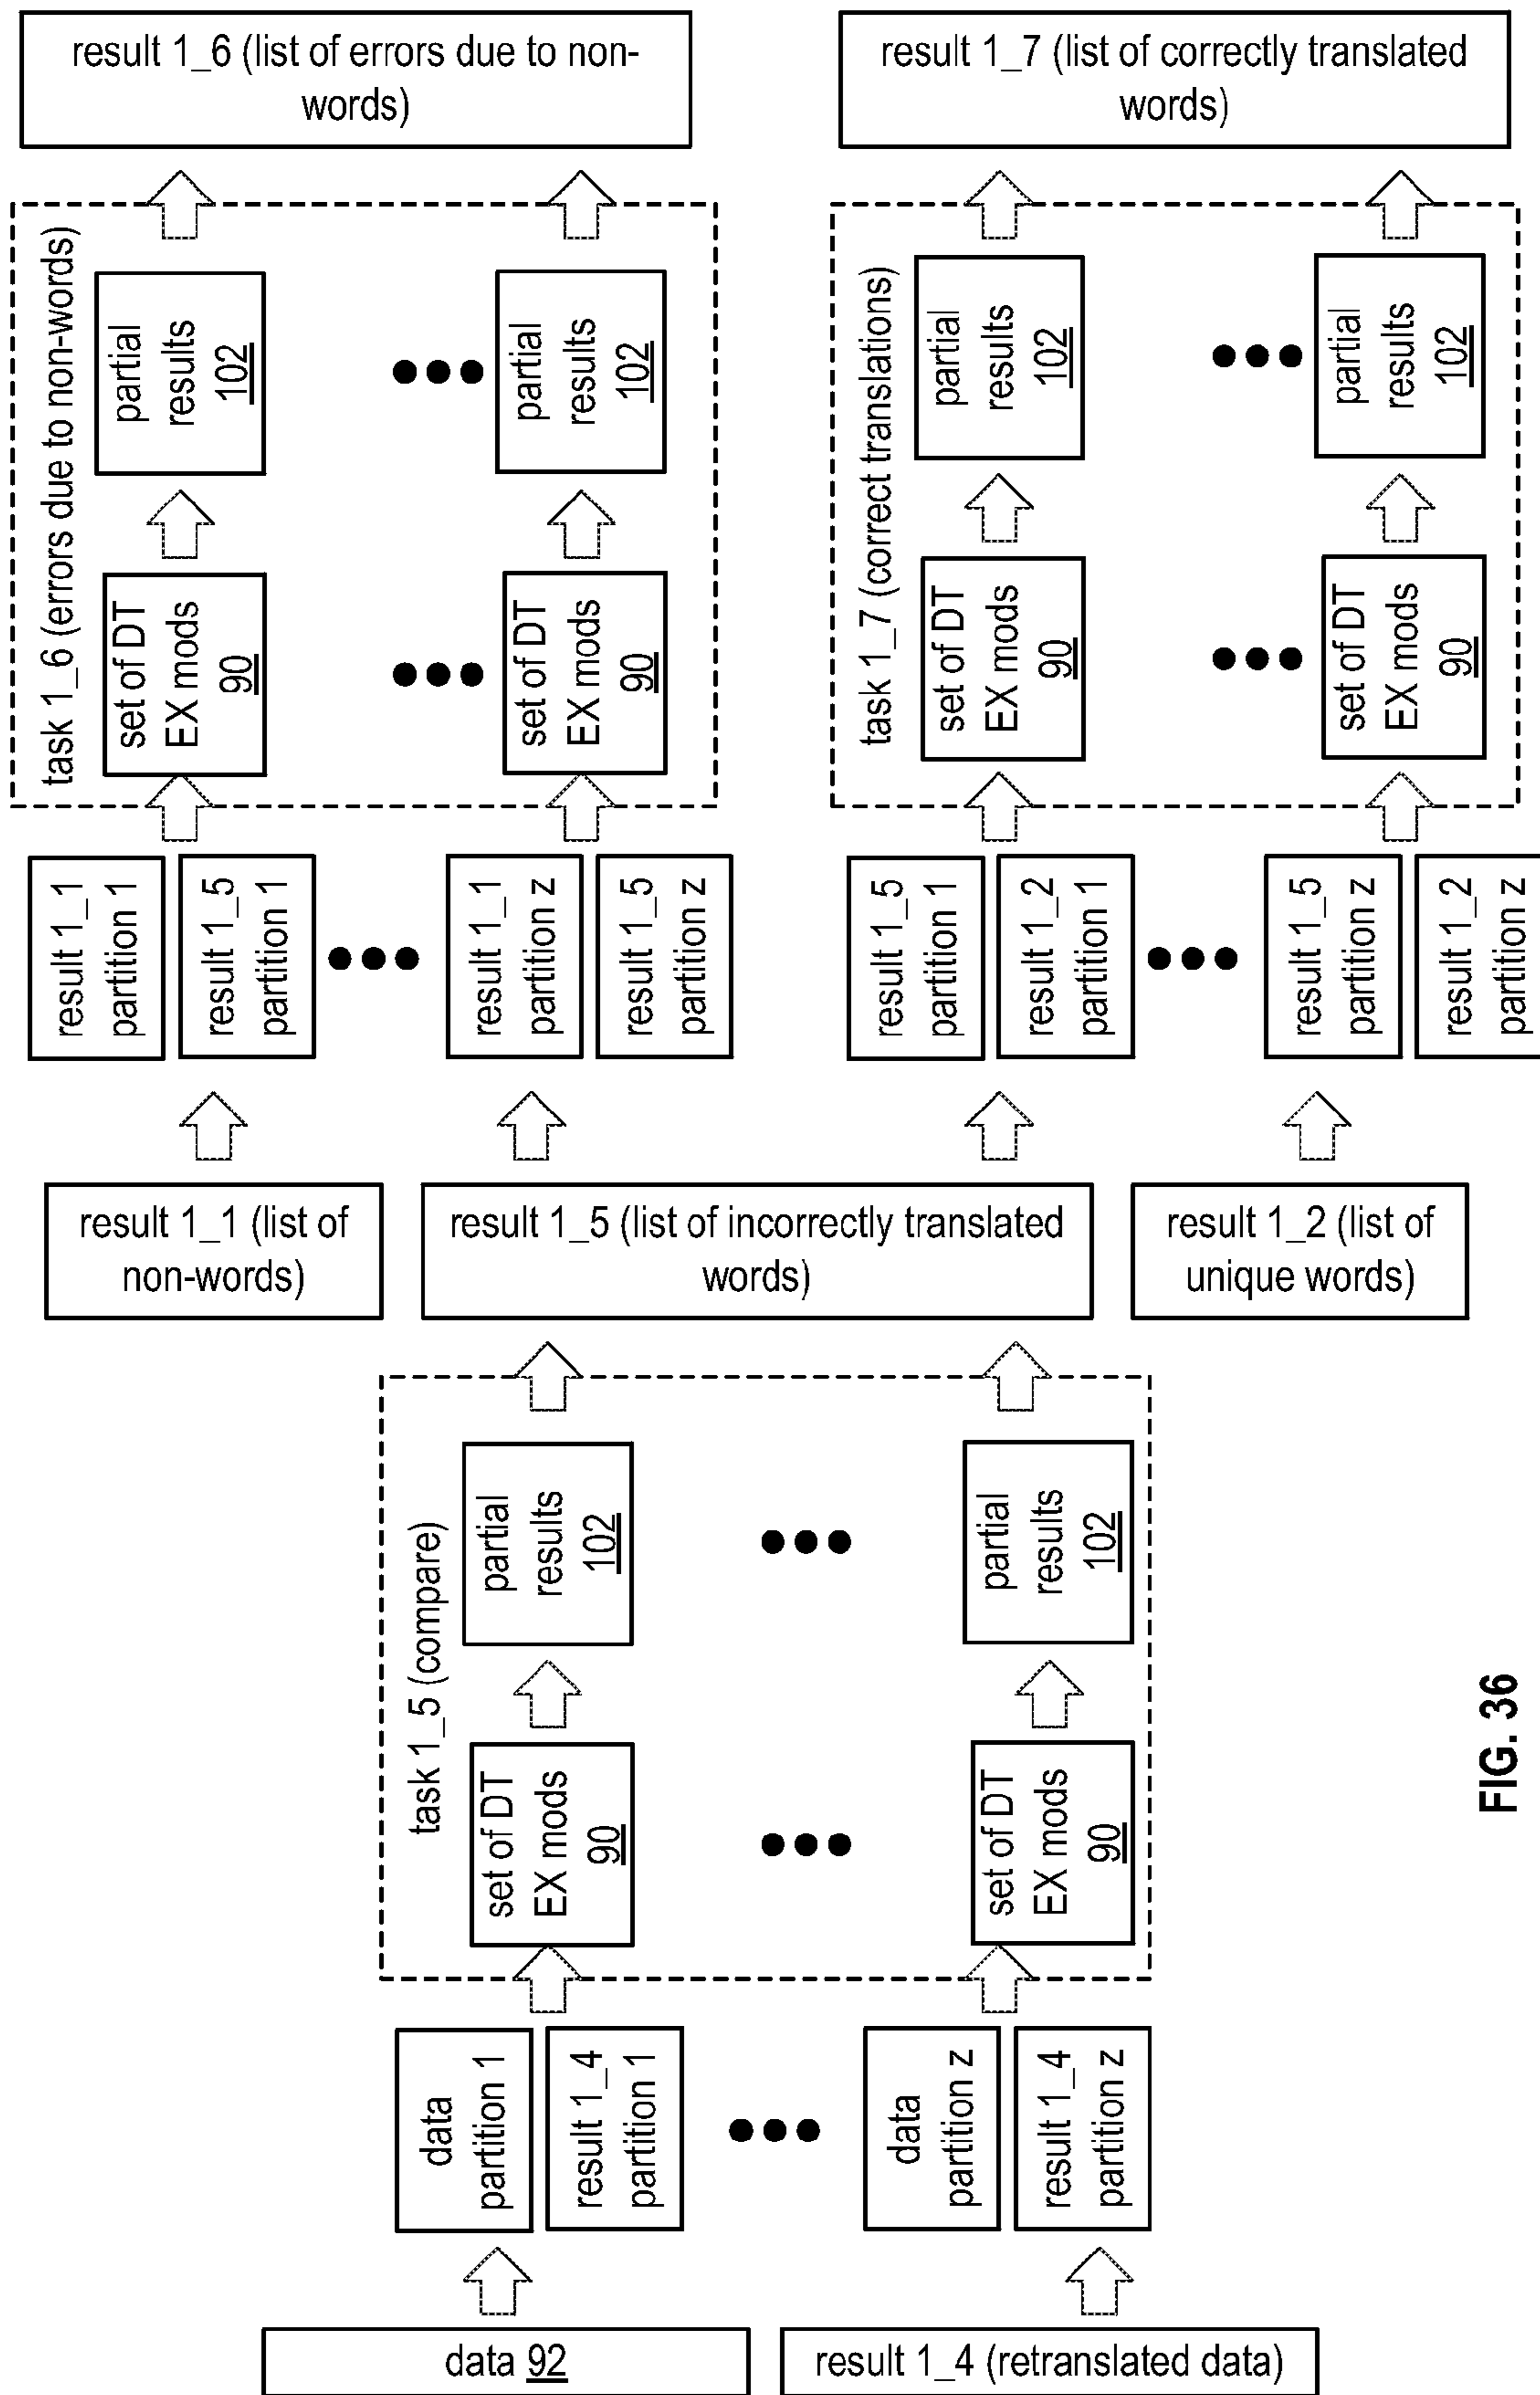 data 92
result 1_4 (retranslated data)
data
partition 1
result 1_4
partition 1
data
partition z
result 1_4
partition z
task 1_5 (compare)
set of DT
EX mods
90
partial
results
102
set of DT
EX mods
90
partial
results
102
result 1_1 (list of
non-words)
result 1_5 (list of incorrectly translated
words)
result 1_2 (list of
unique words)
result 1_1
partition 1
result 1_5
partition 1
result 1_1
partition z
result 1_5
partition z
task 1_6 (errors due to non-words)
set of DT
EX mods
90
partial
results
102
set of DT
EX mods
90
partial
results
102
result 1_6 (list of errors due to non-
words)
result 1_5
partition 1
result 1_2
partition 1
result 1_5
partition z
result 1_2
partition z
task 1_7 (correct translations)
set of DT
EX mods
90
partial
results
102
set of DT
EX mods
90
partial
results
102
result 1_7 (list of correctly translated
words)
FIG. 36